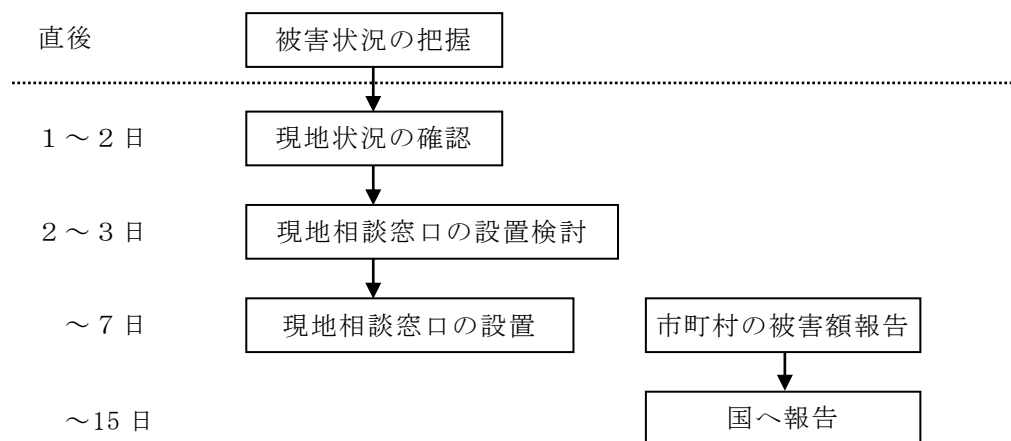 直後 被害状況の把握
１～２日 現地状況の確認
２～３日 現地相談窓口の設置検討
～７日 現地相談窓口の設置 市町村の被害額報告
～15日 国へ報告